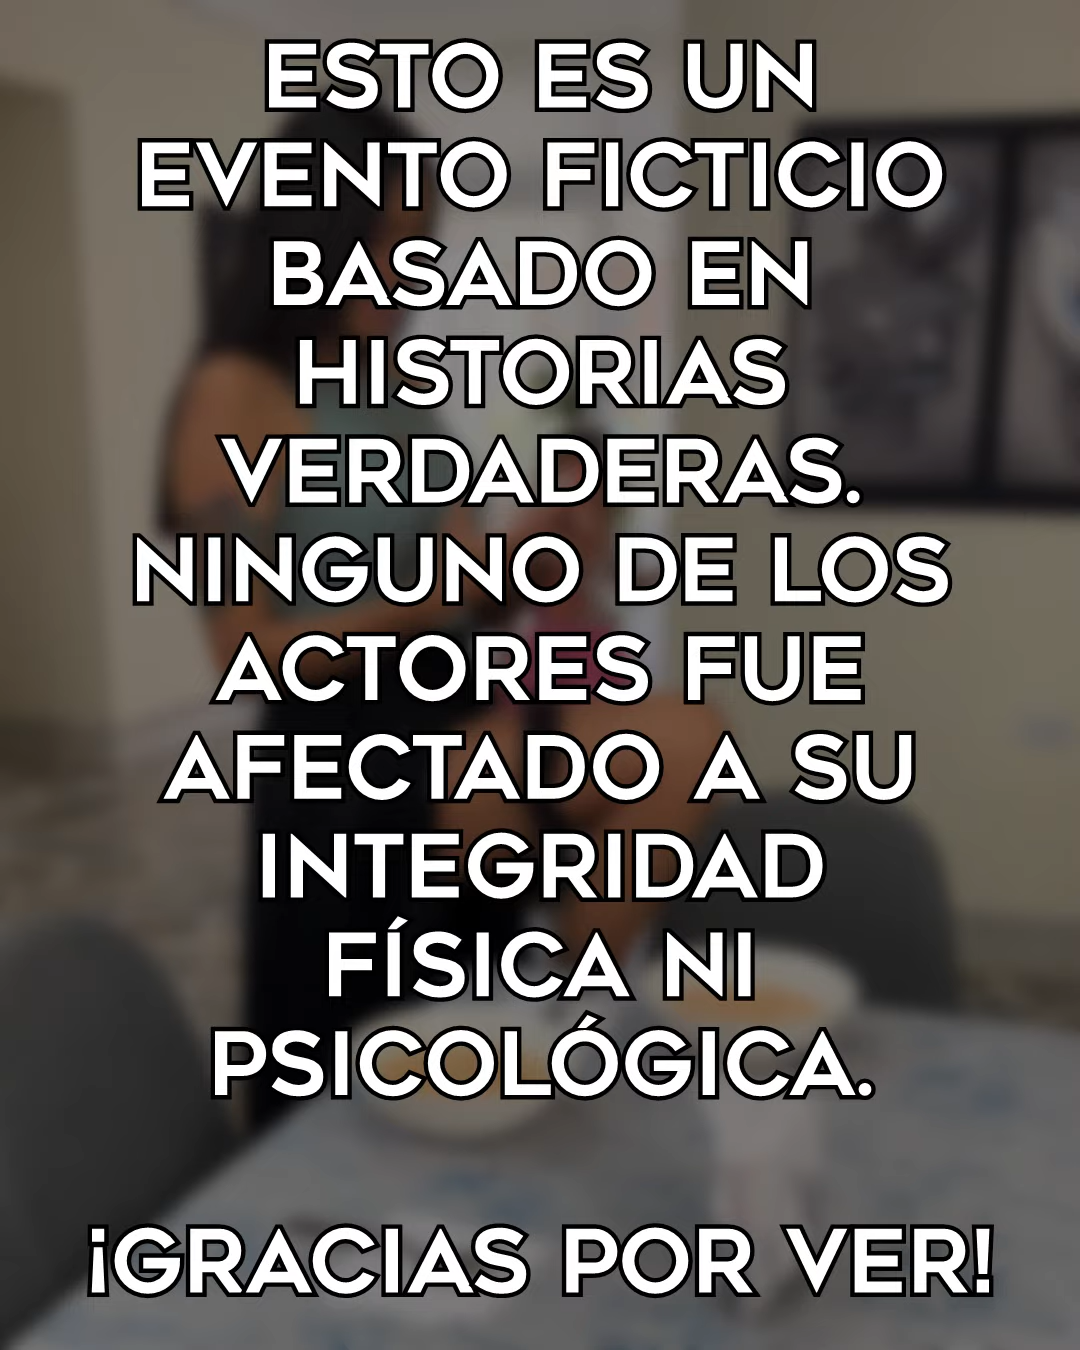 ESTO ES UN
EVENTO FICTICIO
BASADO EN
HISTORIAS
VERDADERAS.
NINGUNO DE LOS
ACTORES FUE
AFECTADO A SU
INTEGRIDAD
FÍSICA NI
PSICOLÓGICA.
¡GRACIAS POR VER!